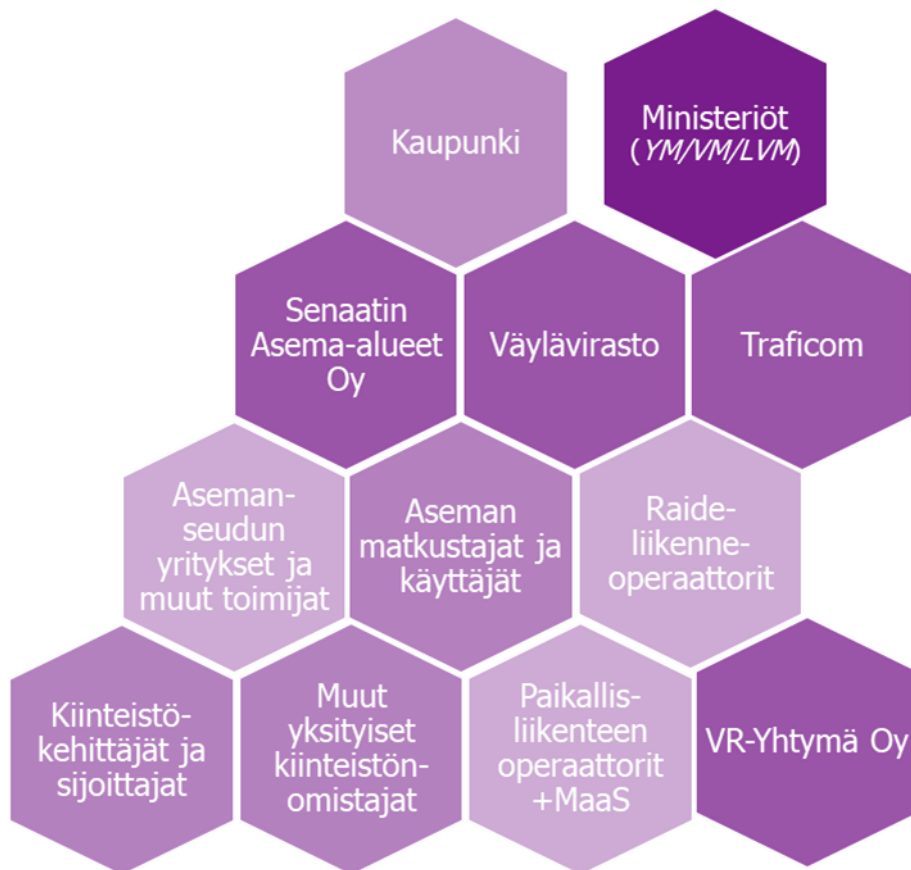 Kaupunki
Ministeriöt
(YM/VM/LVM)
Senaatin
Asema-alueet
Oy
Väylävirasto
Traficom
Aseman-
seudun
yritykset ja
muut toimijat
Aseman
matkustajat ja
käyttäjät
Raide-
liikenne-
operaattorit
Kiinteistö-
kehittäjät ja
sijoittajat
Muut
yksityiset
kiinteistön-
omistajat
Paikallis-
liikenteen
operaattorit
+MaaS
VR-Yhtymä Oy